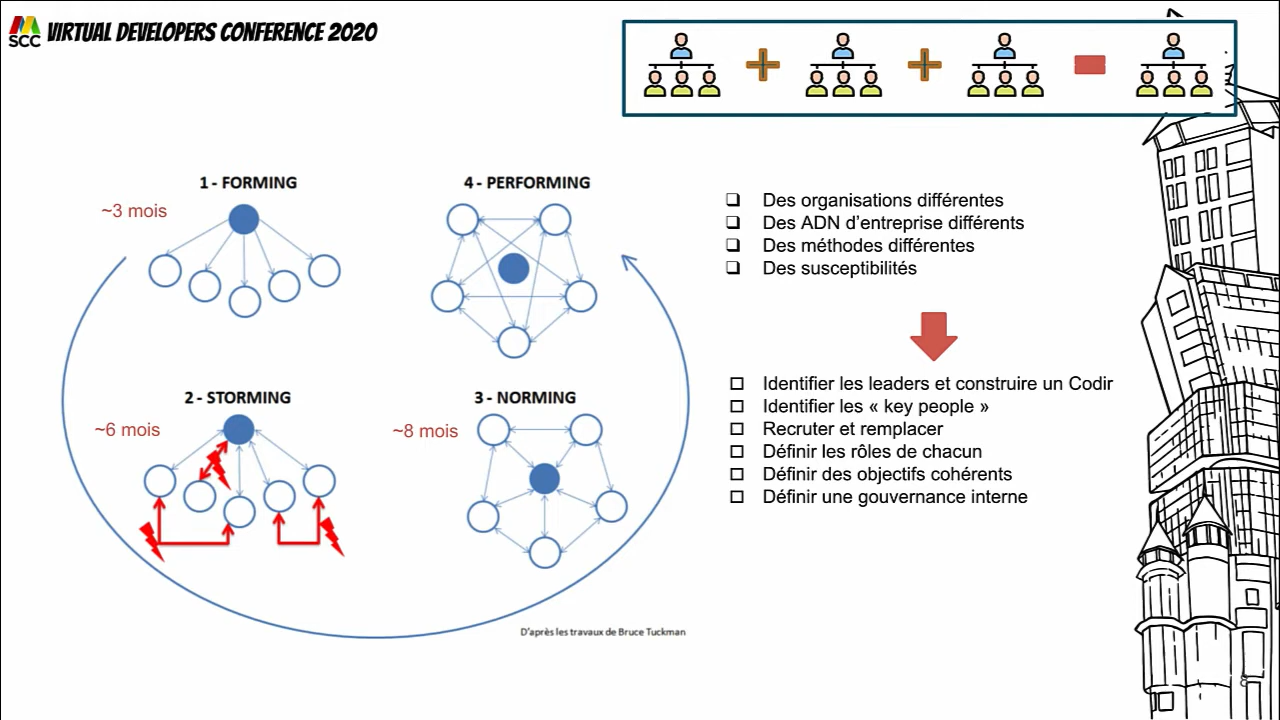 SCC VIRTUAL DEVELOPERS CONFERENCE 2020
1 - FORMING
~3 mois
4 - PERFORMING
2 - STORMING
~6 mois
3 - NORMING
~8 mois
D'après les travaux de Bruce Tuckman
Des organisations différentes
Des ADN d'entreprise différents
Des méthodes différentes
Des susceptibilités
Identifier les leaders et construire un Codir
Identifier les « key people »
Recruter et remplacer
Définir les rôles de chacun
Définir des objectifs cohérents
Définir une gouvernance interne